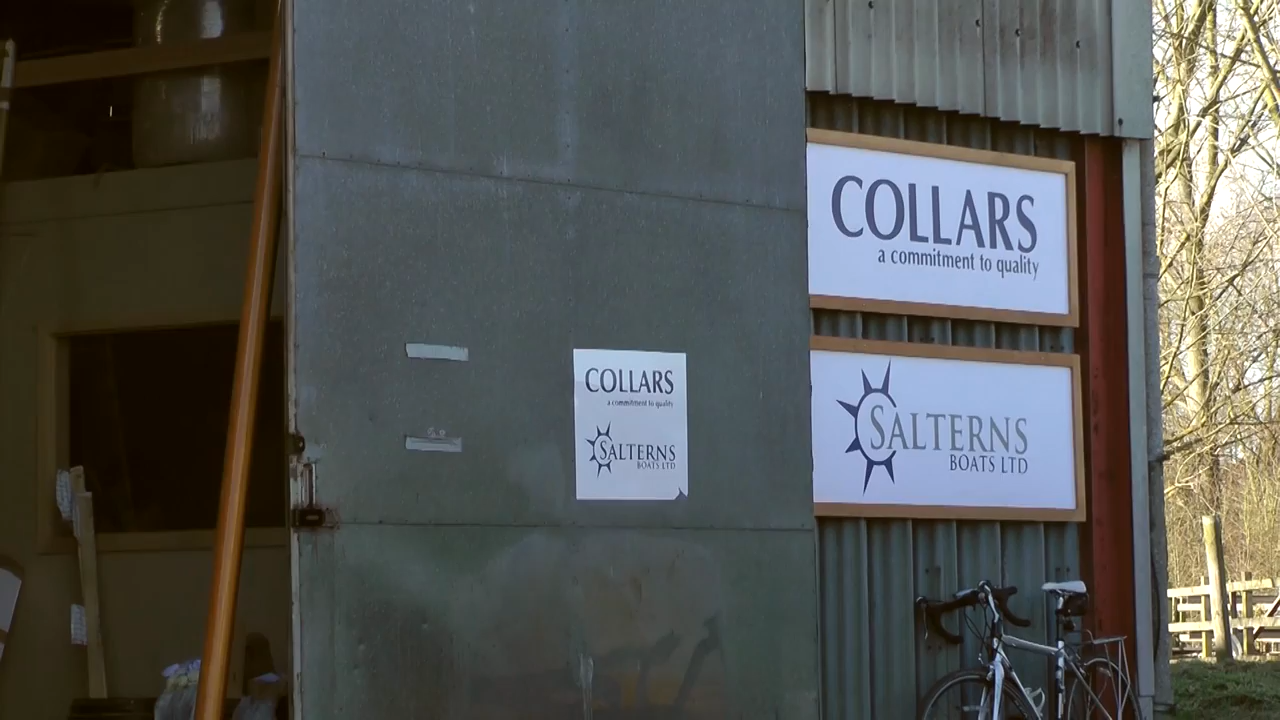 COLLARS
a commitment to quality
SALTERNS
BOATS LTD
COLLARS
a commitment to quality
SALTERNS
BOATS LTD